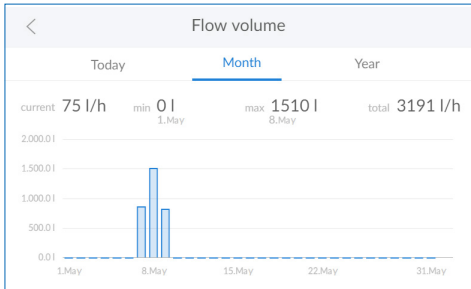 Flow volume
Today Month Year
current 75 l/h min 0 l max 1510 l total 3191 l/h
1.May 8.May
2.000.0 l
1.500.0 l
1.000.0 l
500.0 l
0.0 l
1.May 8.May 15.May 22.May 31.May